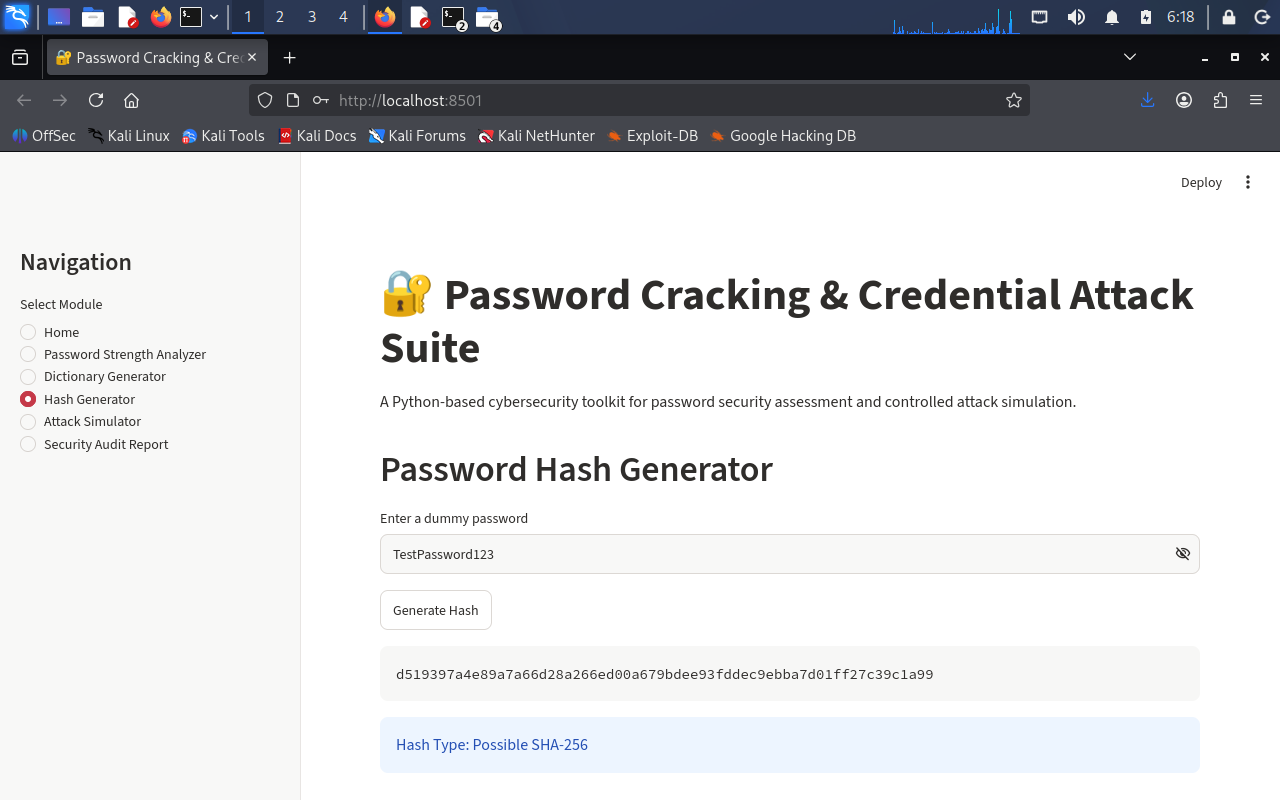 1 2 3 4 2 4 6:18
Password Cracking & Cre
http://localhost:8501
OffSec Kali Linux Kali Tools Kali Docs Kali Forums Kali NetHunter Exploit-DB Google Hacking DB
Deploy
Navigation
Select Module
Home
Password Strength Analyzer
Dictionary Generator
Hash Generator
Attack Simulator
Security Audit Report
🔐 Password Cracking & Credential Attack
Suite
A Python-based cybersecurity toolkit for password security assessment and controlled attack simulation.
Password Hash Generator
Enter a dummy password
TestPassword123
Generate Hash
d519397a4e89a7a66d28a266ed00a679bdee93fddec9ebba7d01ff27c39c1a99
Hash Type: Possible SHA-256